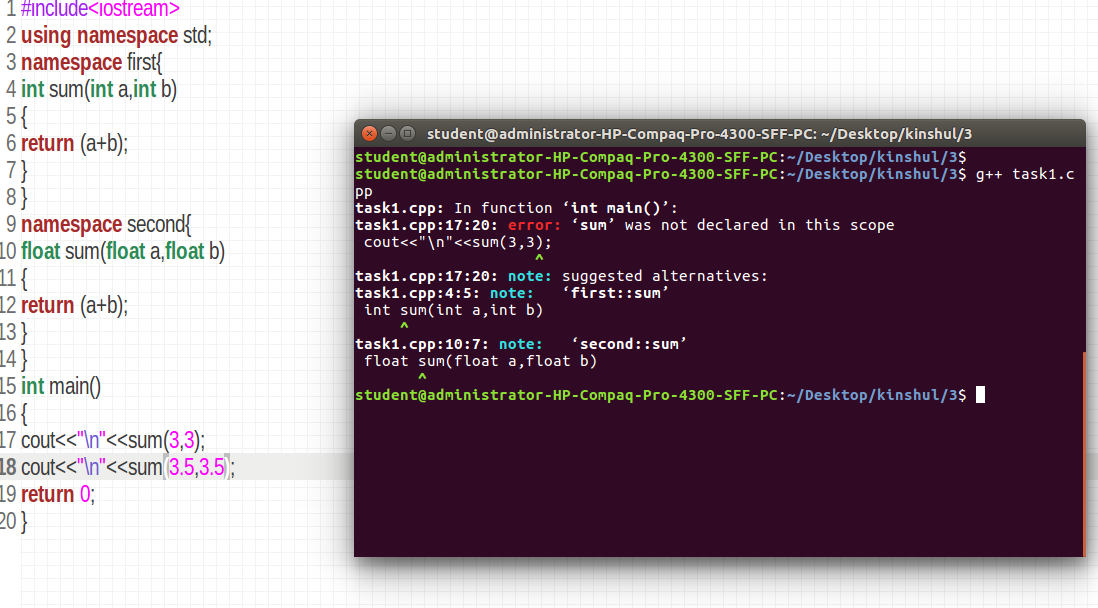 1 #include<iostream>
2 using namespace std;
3 namespace first{
4 int sum(int a,int b)
5 {
6 return (a+b);
7 }
8 }
9 namespace second{
10 float sum(float a,float b)
11 {
12 return (a+b);
13 }
14 }
15 int main()
16 {
17 cout<<"\n"<<sum(3,3);
18 cout<<"\n"<<sum(3.5,3.5);
19 return 0;
20 }
student@administrator-HP-Compaq-Pro-4300-SFF-PC: ~/Desktop/kinshul/3
student@administrator-HP-Compaq-Pro-4300-SFF-PC:~/Desktop/kinshul/3$
student@administrator-HP-Compaq-Pro-4300-SFF-PC:~/Desktop/kinshul/3$ g++ task1.c
pp
task1.cpp: In function ‘int main()’:
task1.cpp:17:20: error: ‘sum’ was not declared in this scope
cout<<"\n"<<sum(3,3);
^
task1.cpp:17:20: note: suggested alternatives:
task1.cpp:4:5: note:   ‘first::sum’
int sum(int a,int b)
^
task1.cpp:10:7: note:   ‘second::sum’
float sum(float a,float b)
^
student@administrator-HP-Compaq-Pro-4300-SFF-PC:~/Desktop/kinshul/3$